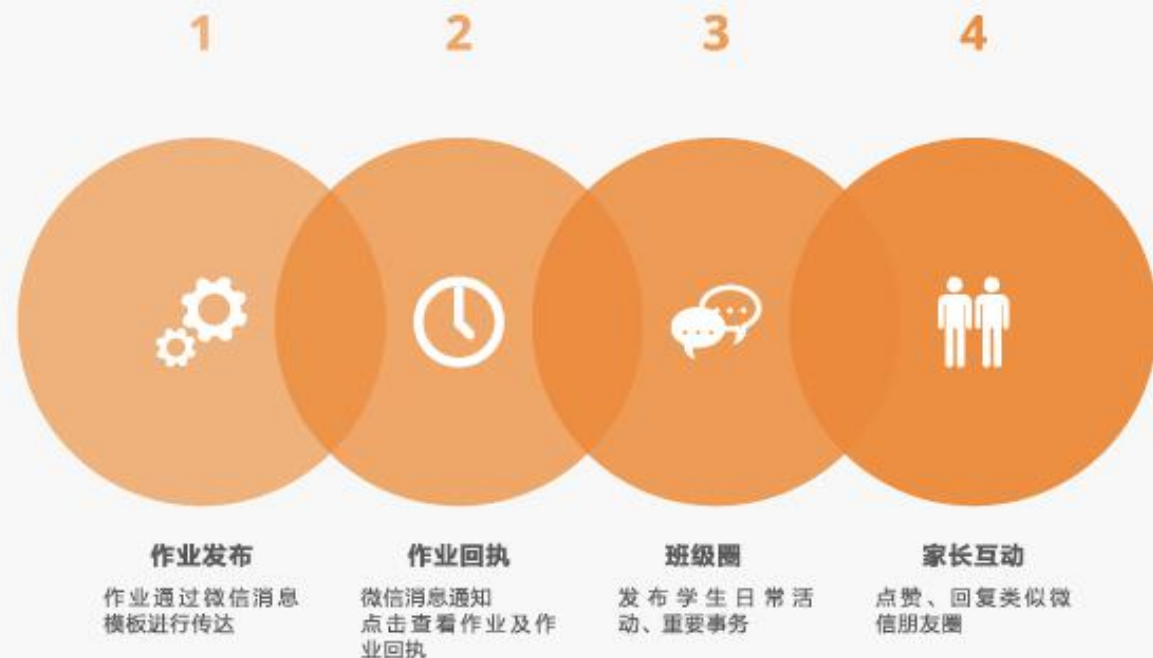 1
2
3
4
作业发布
作业通过微信消息
模板进行传达
作业回执
微信消息通知
点击查看作业及作
业回执
班级圈
发布学生日常活
动、重要事务
家长互动
点赞、回复类似微
信朋友圈